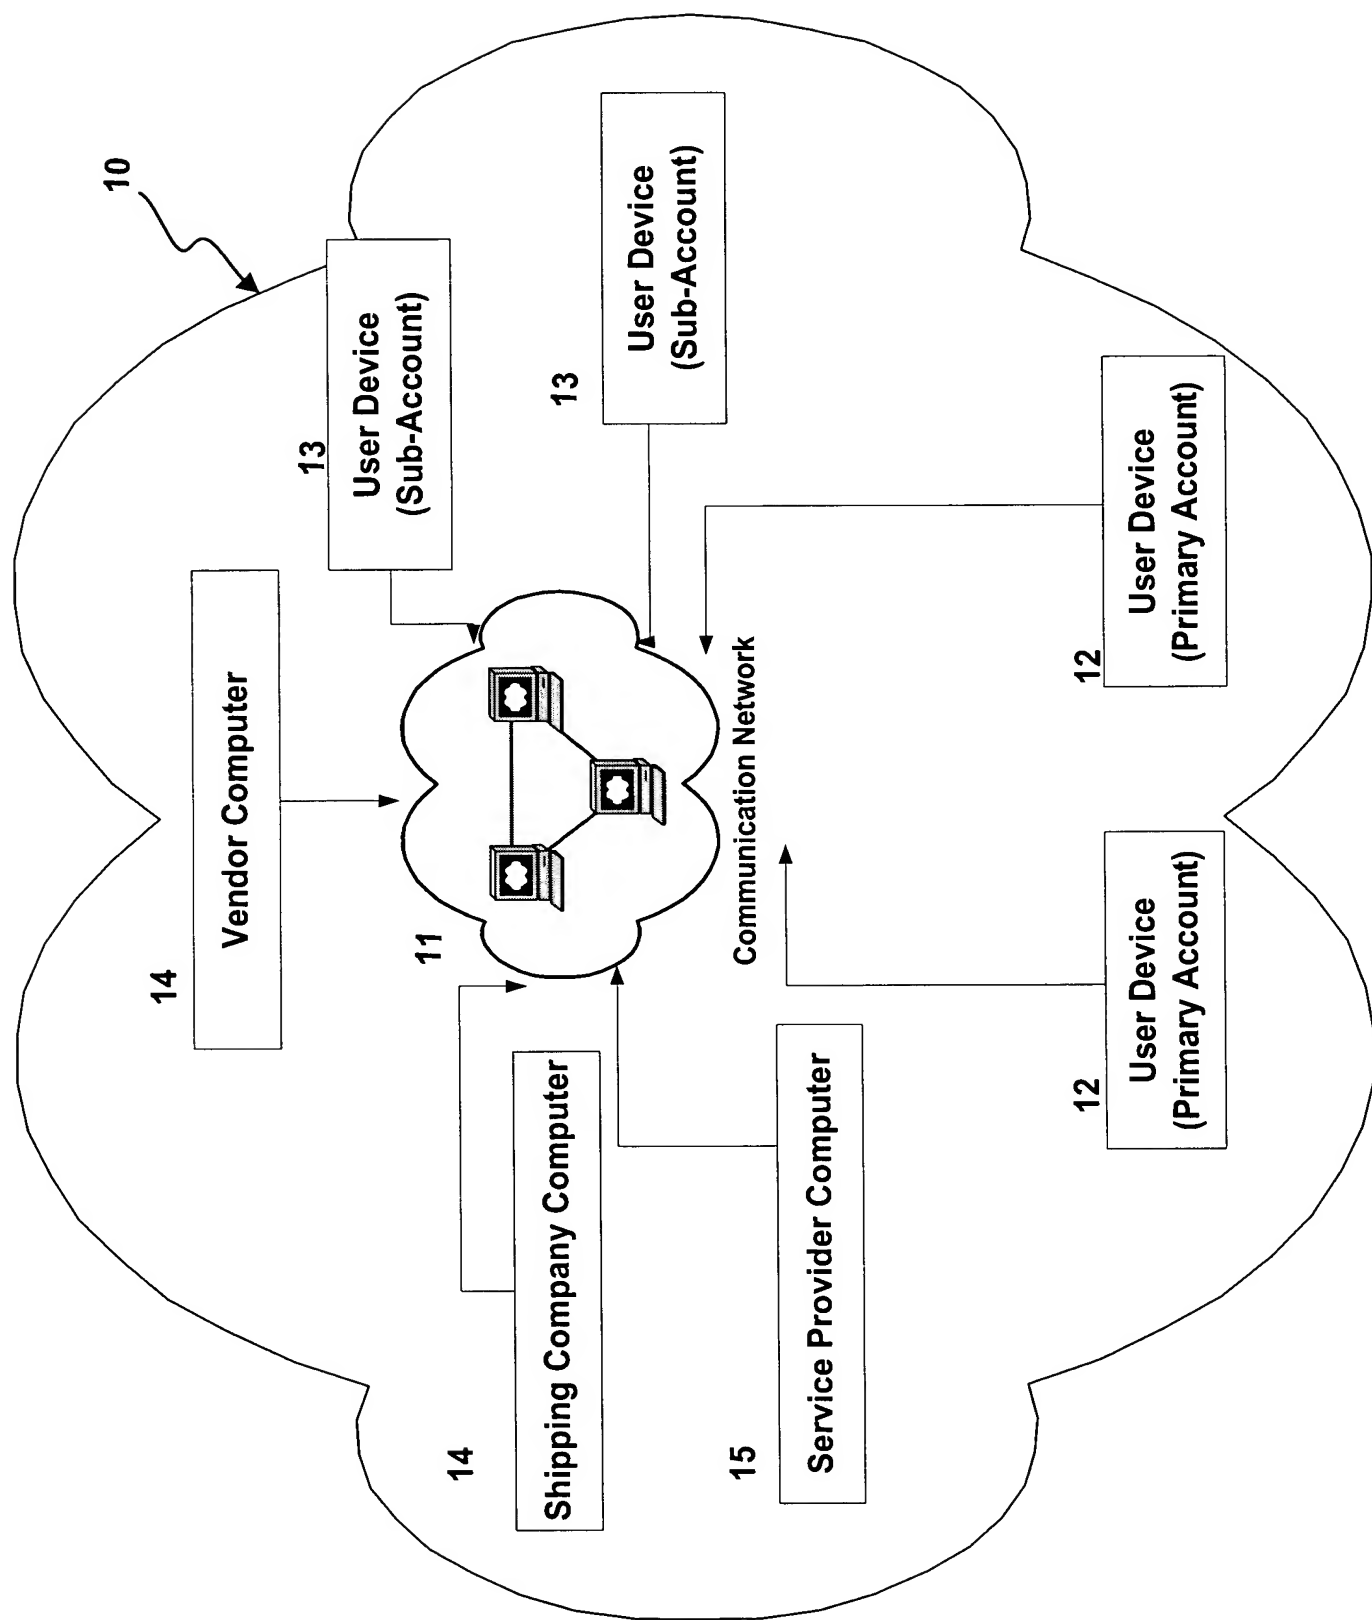 10
13
User Device
(Sub-Account)
13
User Device
(Sub-Account)
14
Vendor Computer
11
Communication Network
14
Shipping Company Computer
15
Service Provider Computer
12
User Device
(Primary Account)
12
User Device
(Primary Account)